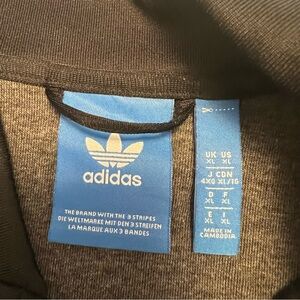 adidas
THE BRAND WITH THE 3 STRIPES
DIE WELTMARKE MIT DEN 3 STREIFEN
LA MARQUE AUX 3 BANDES
UK US
XL XL
J CDN
4XO XL/TG
D F
XL XL
E I
XL XL
MADE IN
CAMBODIA